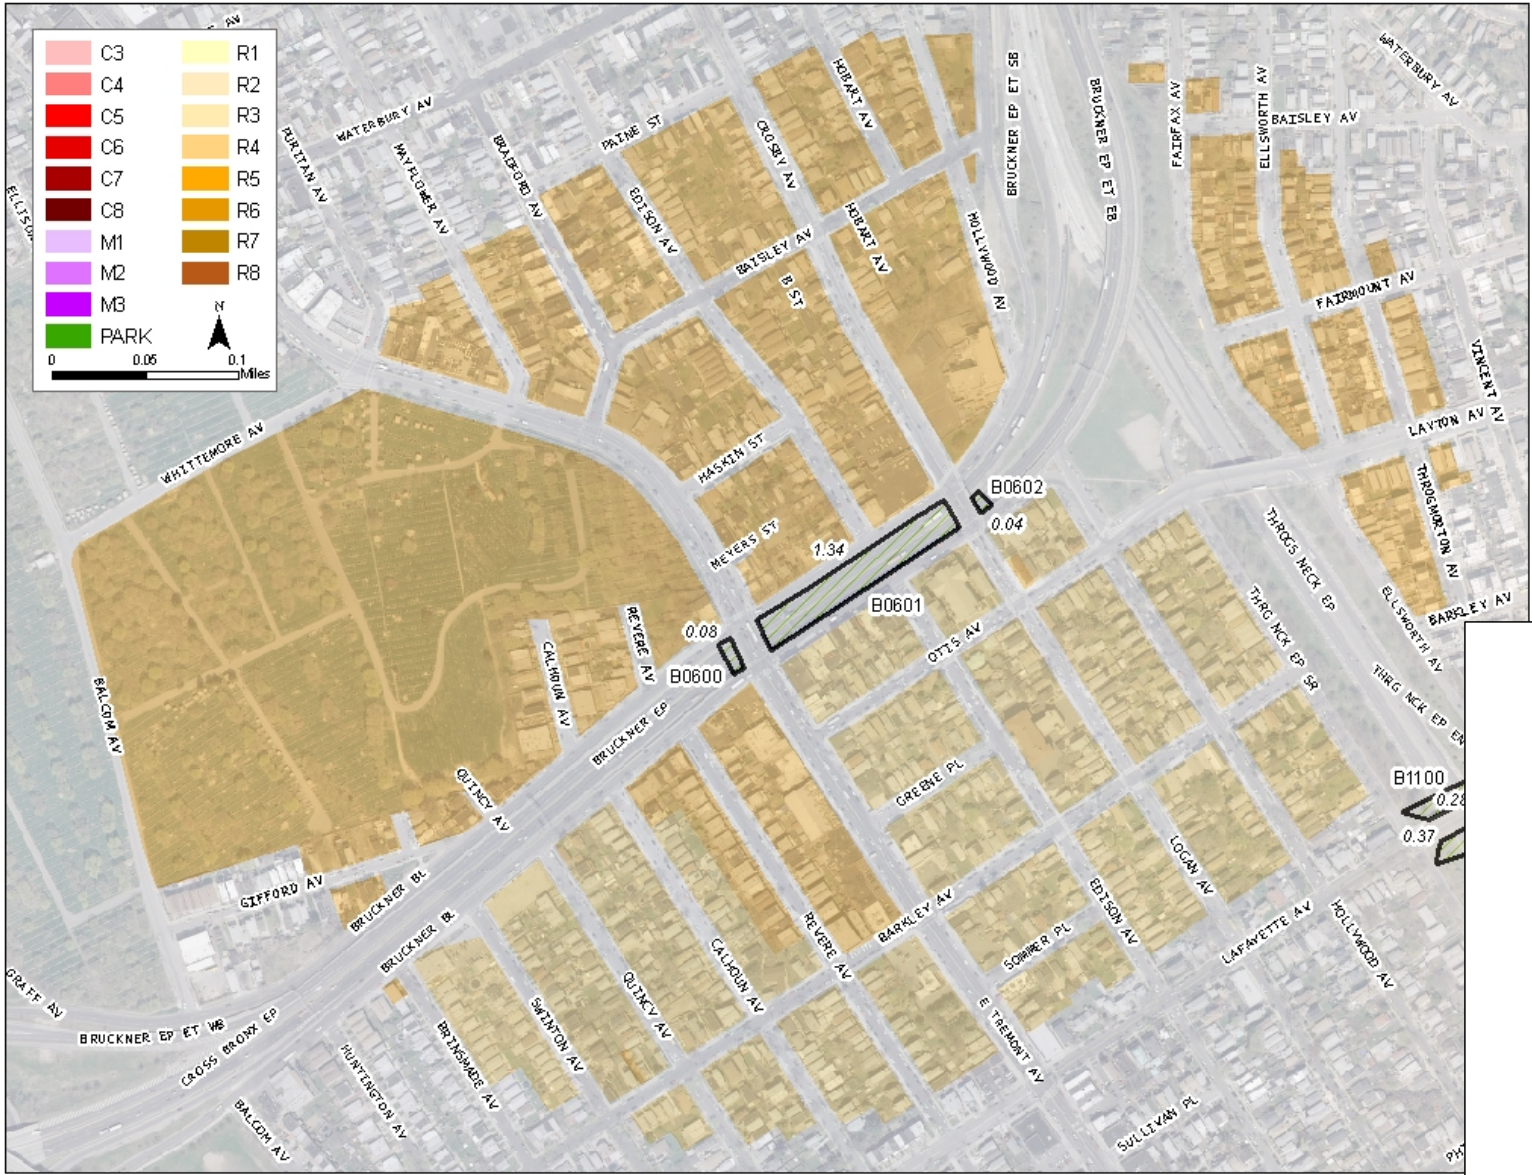 C3
C4
C5
C6
C7
C8
M1
M2
M3
PARK
R1
R2
R3
R4
R5
R6
R7
R8
N
0 0.05 0.1
Miles
AV
WATERBURY AV
PURITAN AV
MAYFLOWER AV
BRADFORD AV
PAINE ST
EDISON AV
CROSBY AV
HOBART AV
BAISLEY AV
HOBART AV
B ST
HOLLYWOOD AV
BRUCKNER EP ET SB
BRUCKNER EP ET EB
FAIRFAX AV
ELLSWORTH AV
BAISLEY AV
WATERBURY AV
FAIRMOUNT AV
VINCENT AV
LAYTON AV
THROGMORTON AV
BARKLEY AV
ELLSWORTH AV
THROGS NECK EP
THRG NCK EP SR
THRG NCK EP EN
WHITTEMORE AV
HASKIN ST
MEYERS ST
B0602
0.04
1.34
B0601
0.08
B0600
REVERE AV
CALHOUN AV
BALCOM AV
BRUCKNER EP
QUINCY AV
OTIS AV
GREENE PL
B1100
0.28
0.37
GIFFORD AV
BRUCKNER BL
BRUCKNER BL
LOGAN AV
EDISON AV
BARKLEY AV
REVERE AV
CALHOUN AV
QUINCY AV
SWINTON AV
BRINSMADE AV
SOMMER PL
LAFAYETTE AV
HOLLYWOOD AV
E TREMONT AV
GRAFF AV
BRUCKNER EP ET WB
CROSS BRONX EP
HUNTINGTON AV
BALCOM AV
SULLIVAN PL